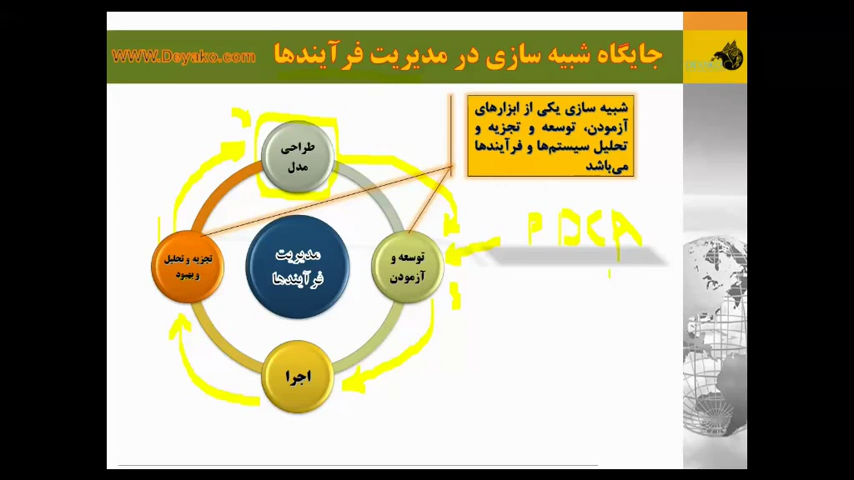 جایگاه شبیه سازی در مدیریت فرآیندها
WWW.Deyako.com
شبیه سازی یکی از ابزارهای
آزمودن، توسعه و تجزیه و
تحلیل سیستم‌ها و فرآیندها
می‌باشد
طراحی
مدل
توسعه و
آزمودن
اجرا
تجزیه و تحلیل
و بهبود
مدیریت
فرآیندها
PDCA